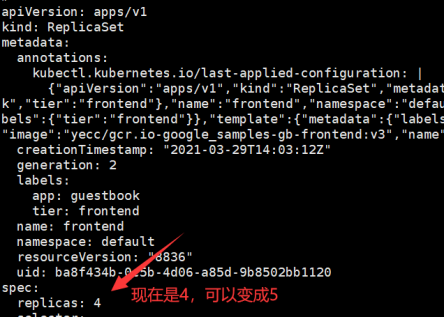 apiVersion: apps/v1
kind: ReplicaSet
metadata:
  annotations:
    kubectl.kubernetes.io/last-applied-configuration: |
      {"apiVersion":"apps/v1","kind":"ReplicaSet","metadat
k","tier":"frontend"},"name":"frontend","namespace":"defau
bels":{"tier":"frontend"}},"template":{"metadata":{"labels
"image":"yecc/gcr.io-google_samples-gb-frontend:v3","name"
  creationTimestamp: "2021-03-29T14:03:12Z"
  generation: 2
  labels:
    app: guestbook
    tier: frontend
  name: frontend
  namespace: default
  resourceVersion: "8836"
  uid: ba8f434b-0c5b-4d06-a85d-9b8502bb1120
spec:
  replicas: 4 现在是4，可以变成5